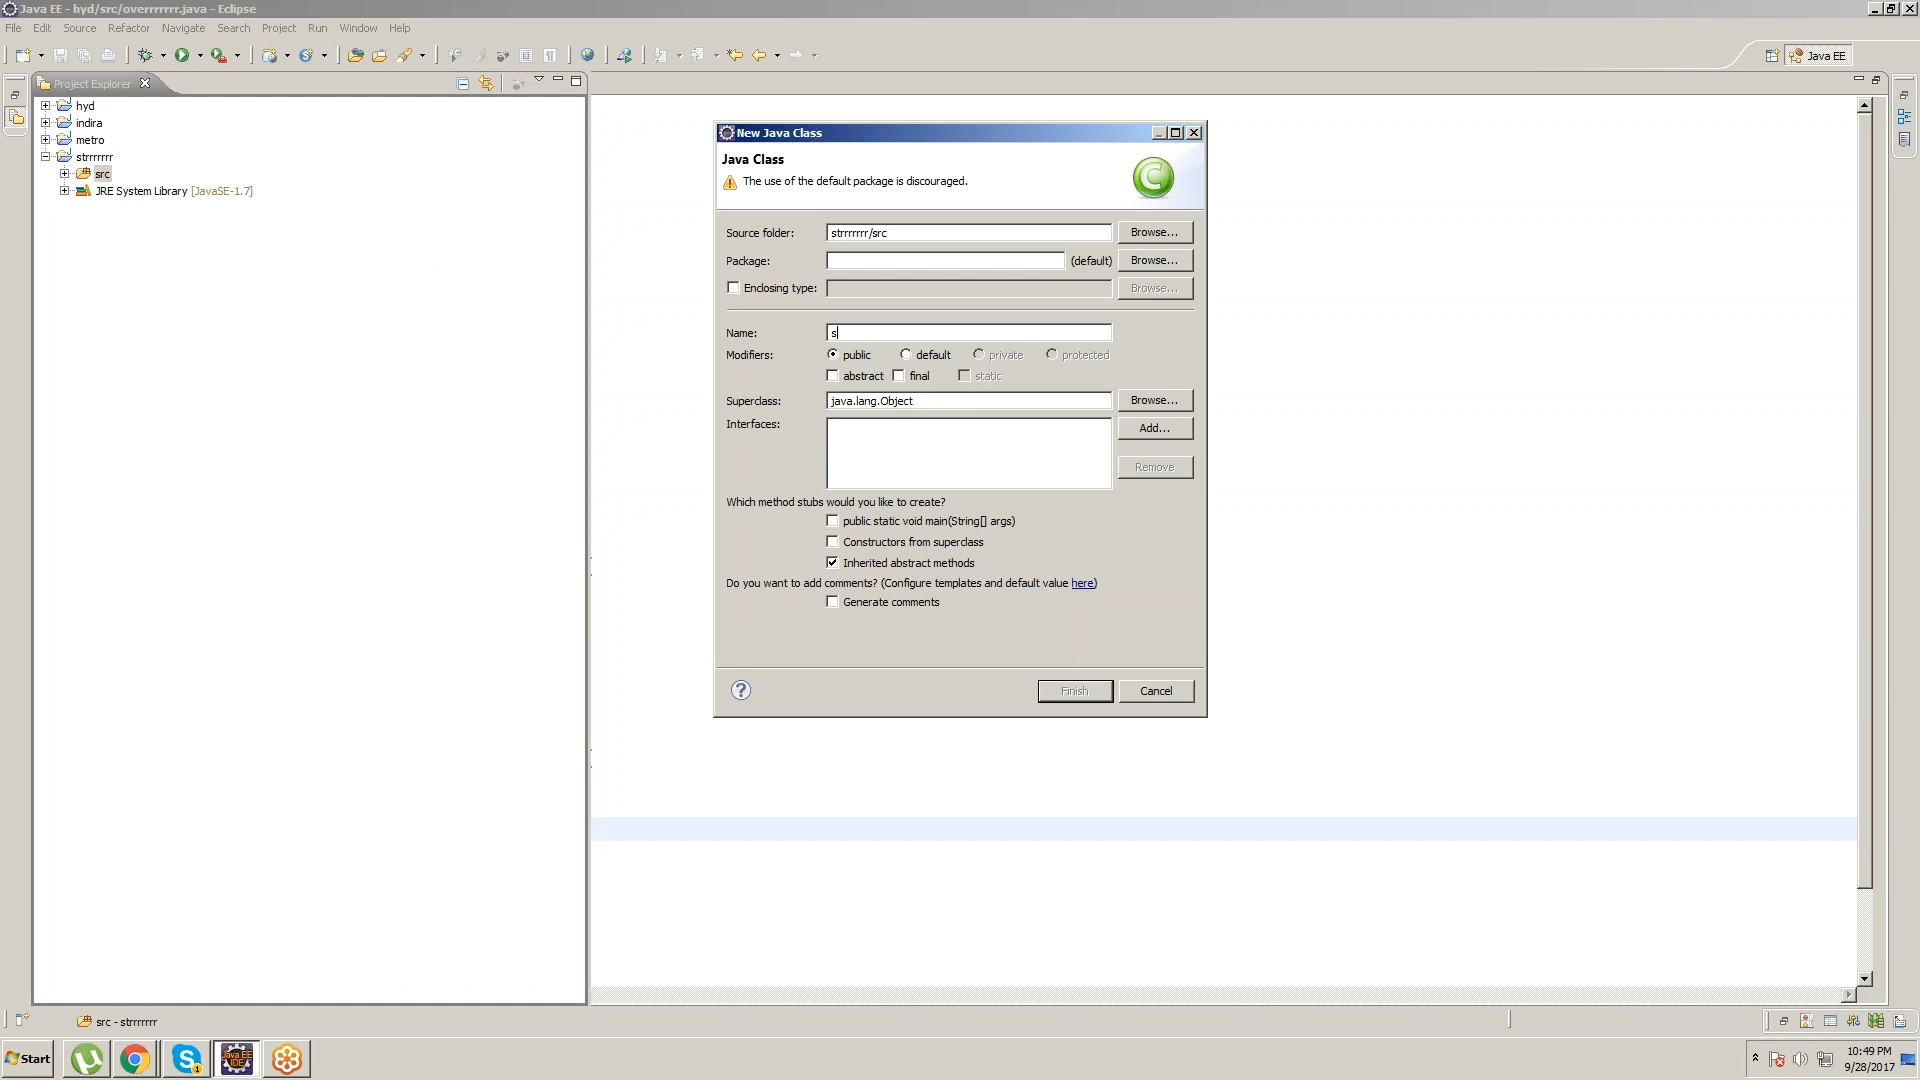 Java EE - hyd/src/overrrrrrr.java - Eclipse
File Edit Source Refactor Navigate Search Project Run Window Help
Java EE
Project Explorer
hyd
indira
metro
strrrrrrr
src
JRE System Library [JavaSE-1.7]
New Java Class
Java Class
The use of the default package is discouraged.
Source folder: strrrrrrr/src Browse...
Package: (default) Browse...
Enclosing type: Browse...
Name: s
Modifiers: public default private protected
abstract final static
Superclass: java.lang.Object Browse...
Interfaces: Add...
Remove
Which method stubs would you like to create?
public static void main(String[] args)
Constructors from superclass
Inherited abstract methods
Do you want to add comments? (Configure templates and default value here)
Generate comments
Finish Cancel
src - strrrrrrr
Start
Java EE
IDE
1
10:49 PM
9/28/2017